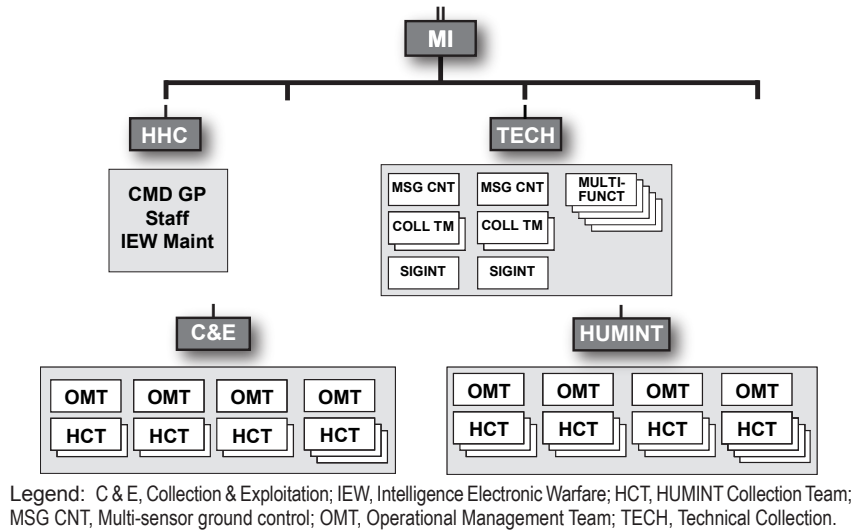 MI
HHC
TECH
CMD GP
Staff
IEW Maint
MSG CNT
MSG CNT
MULTI-
FUNCT
COLL TM
COLL TM
SIGINT
SIGINT
C&E
HUMINT
OMT
OMT
OMT
OMT
HCT
HCT
HCT
HCT
OMT
OMT
OMT
OMT
HCT
HCT
HCT
HCT
Legend: C & E, Collection & Exploitation; IEW, Intelligence Electronic Warfare; HCT, HUMINT Collection Team;
MSG CNT, Multi-sensor ground control; OMT, Operational Management Team; TECH, Technical Collection.